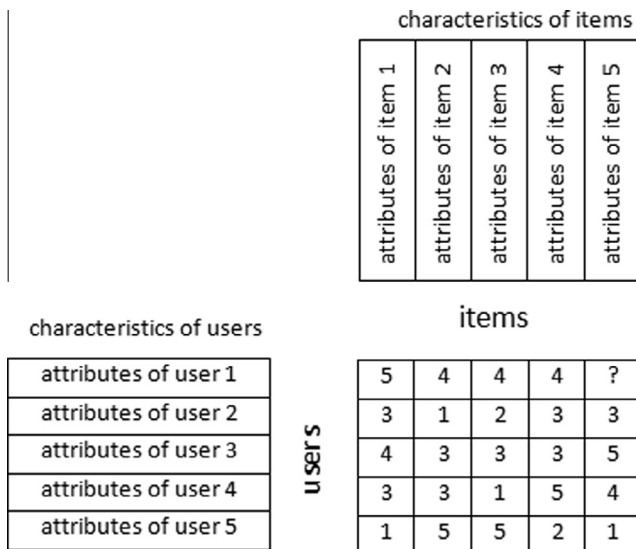 characteristics of items
attributes of item 1
attributes of item 2
attributes of item 3
attributes of item 4
attributes of item 5
items
characteristics of users
attributes of user 1
attributes of user 2
attributes of user 3
attributes of user 4
attributes of user 5
users
5 4 4 4 ?
3 1 2 3 3
4 3 3 3 5
3 3 1 5 4
1 5 5 2 1